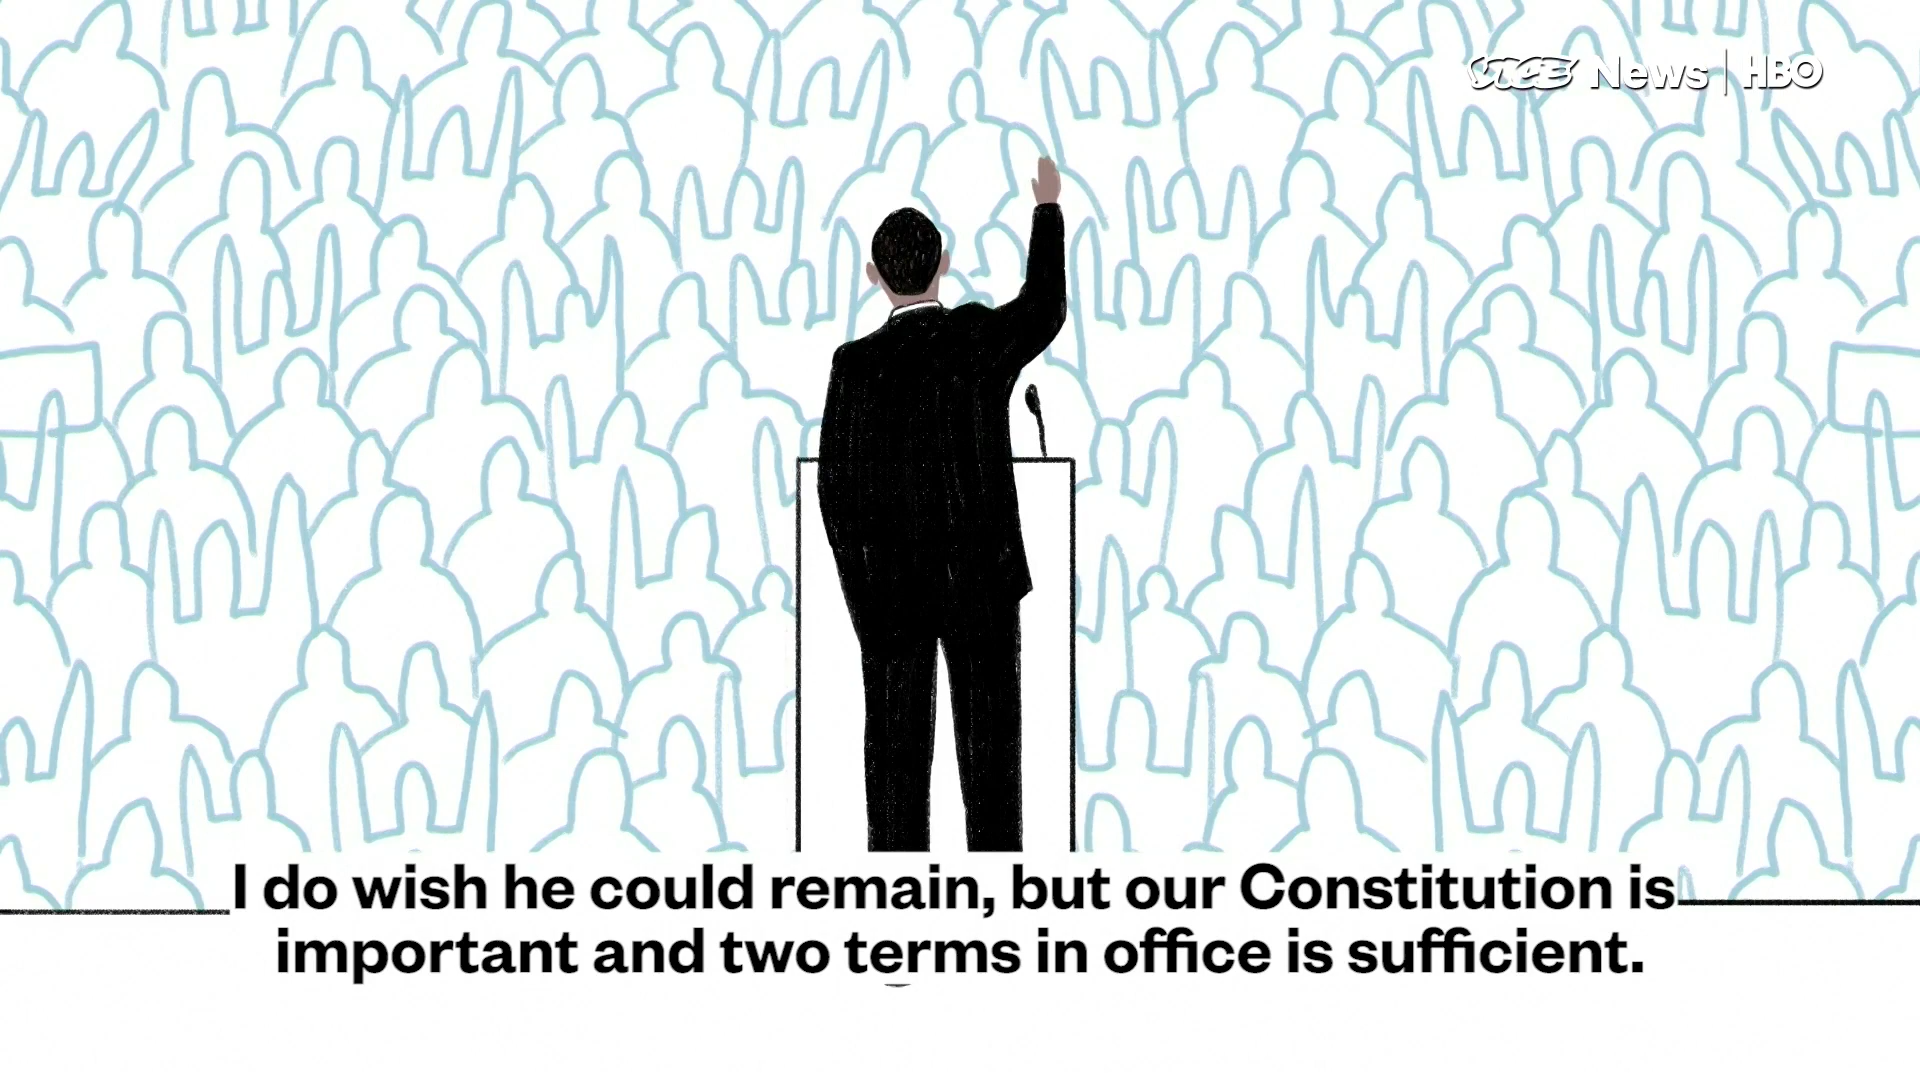 VICE News | HBO
I do wish he could remain, but our Constitution is
important and two terms in office is sufficient.